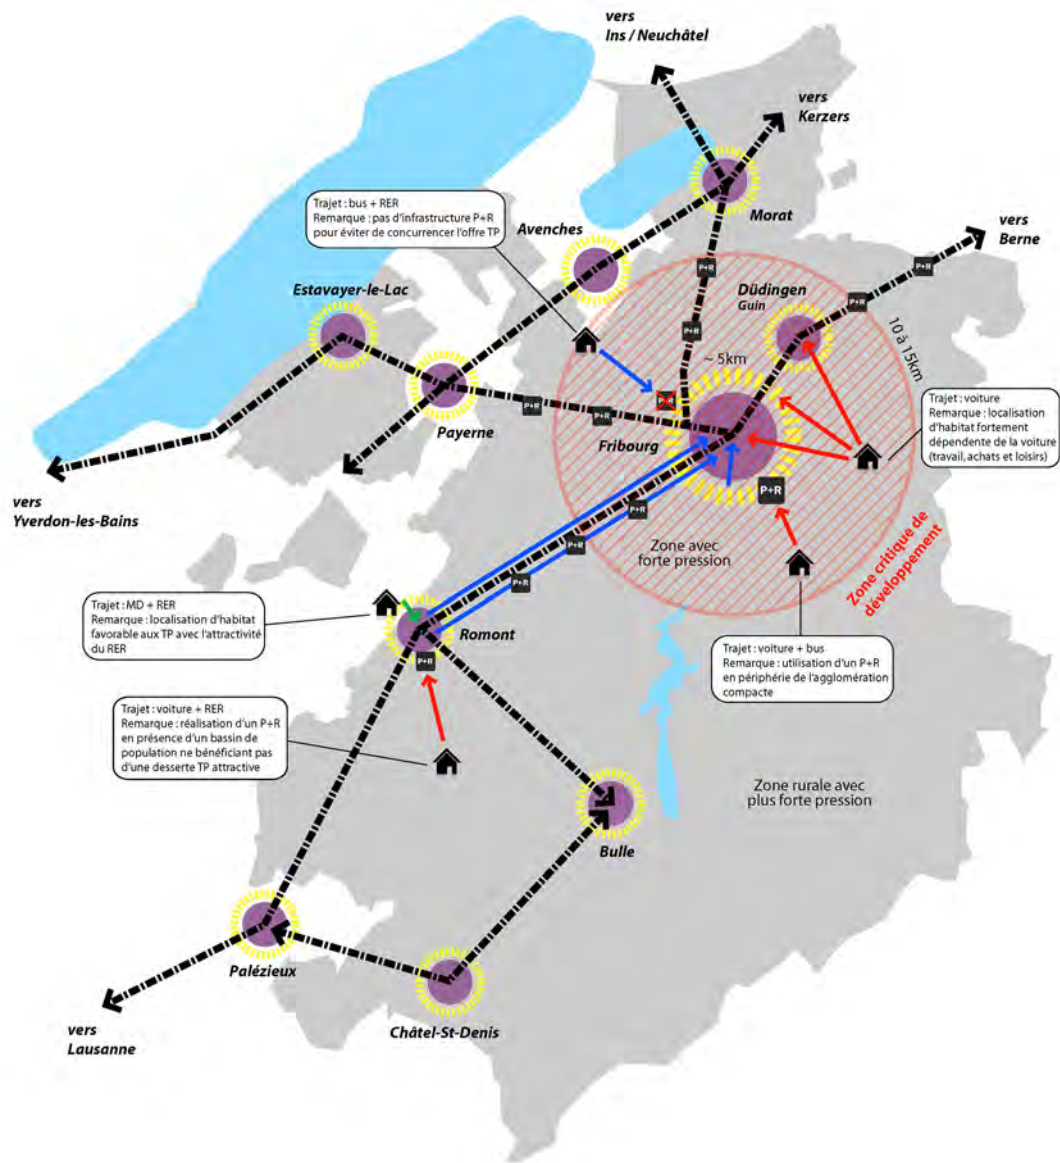 vers
Ins / Neuchâtel
vers
Kerzers
Morat
Trajet : bus + RER
Remarque : pas d'infrastructure P+R
pour éviter de concurrencer l'offre TP
Avenches
vers
Berne
P+R
P+R
Estavayer-le-Lac
Düdingen
Guin
P+R
P+R
10 à 15km
~ 5km
Trajet : voiture
Remarque : localisation
d'habitat fortement
dépendente de la voiture
(travail, achats et loisirs)
P+R
P+R
P+R
Payerne
Fribourg
vers
Yverdon-les-Bains
P+R
P+R
P+R
P+R
Zone avec
forte pression
Zone critique de
développement
Trajet : MD + RER
Remarque : localisation d'habitat
favorable aux TP avec l'attractivité
du RER
Romont
P+R
Trajet : voiture + bus
Remarque : utilisation d'un P+R
en périphérie de l'agglomération
compacte
Trajet : voiture + RER
Remarque : réalisation d'un P+R
en présence d'un bassin de
population ne bénéficiant pas
d'une desserte TP attractive
Zone rurale avec
plus forte pression
Bulle
Palézieux
Châtel-St-Denis
vers
Lausanne